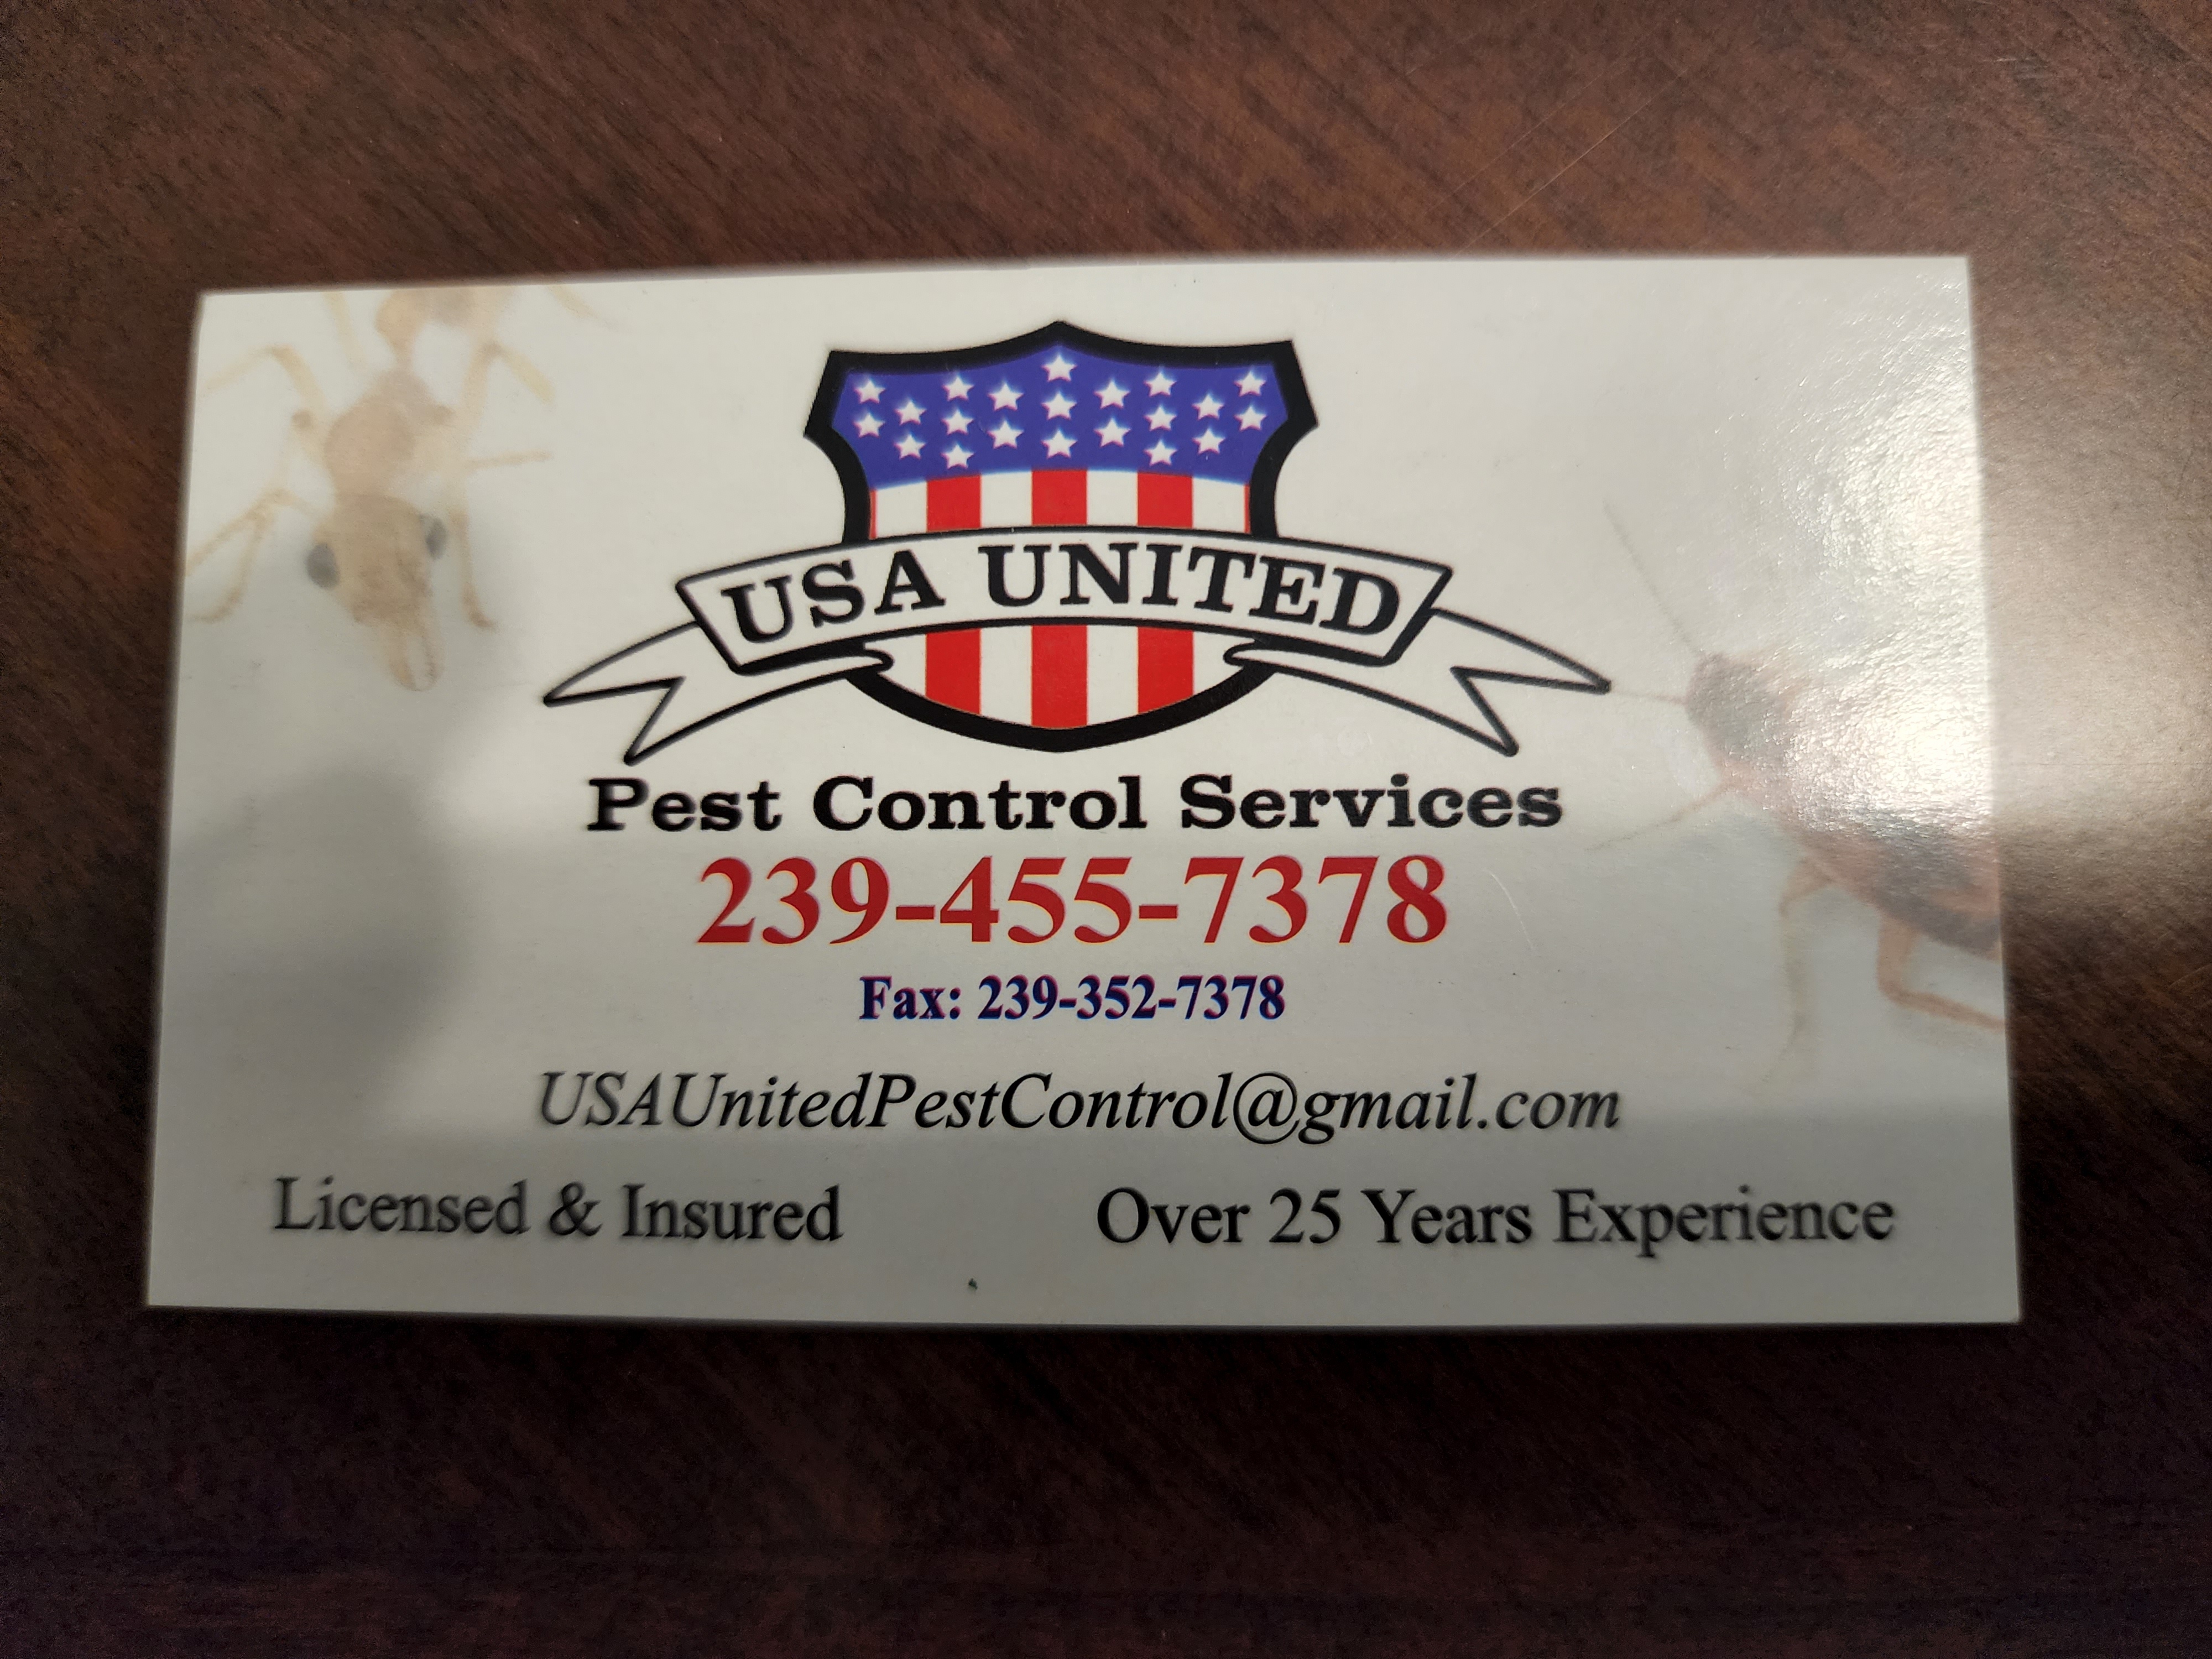 USA UNITED
Pest Control Services
239-455-7378
Fax: 239-352-7378
USAUnitedPestControl@gmail.com
Licensed & Insured
Over 25 Years Experience